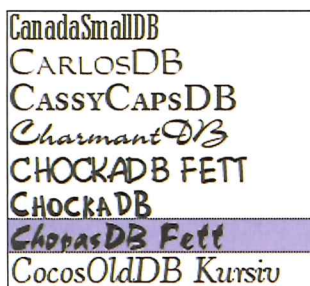 CanadaSmallDB
CARLOSDB
CASSYCAPSDB
CharmantDB
CHOCKADB FETT
CHOCKADB
ChopasDB Fett
CocosOldDB Kursiv